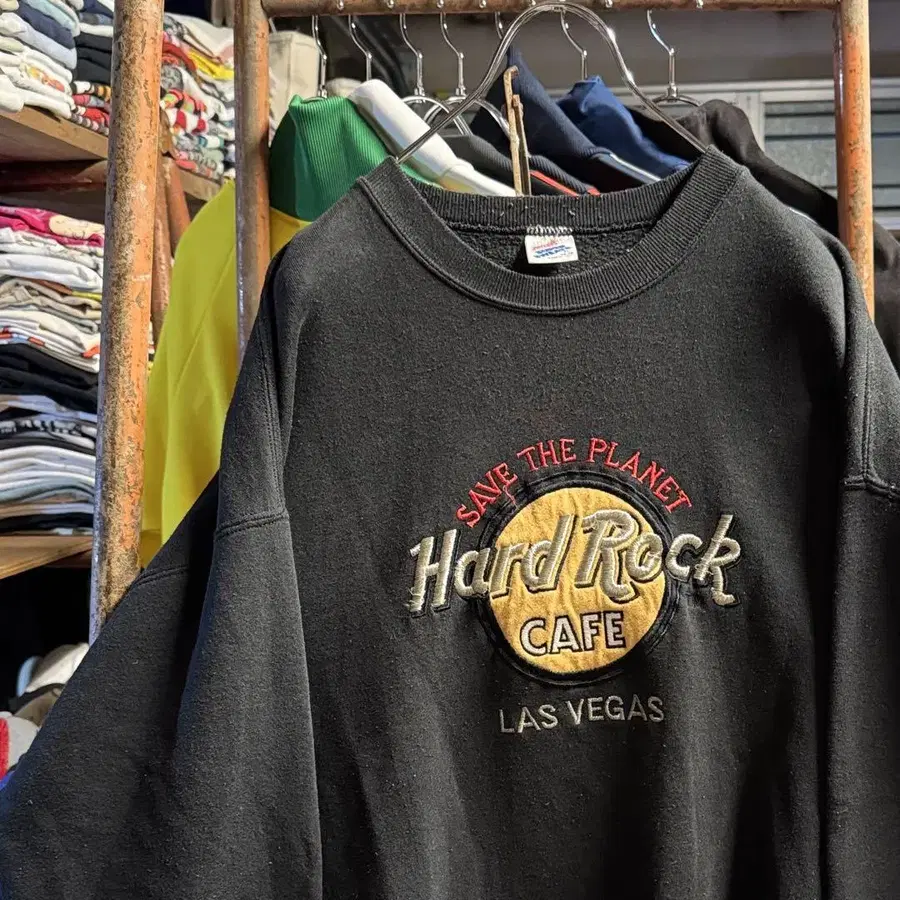 SAVE THE PLANET
Hard Rock
CAFE
LAS VEGAS